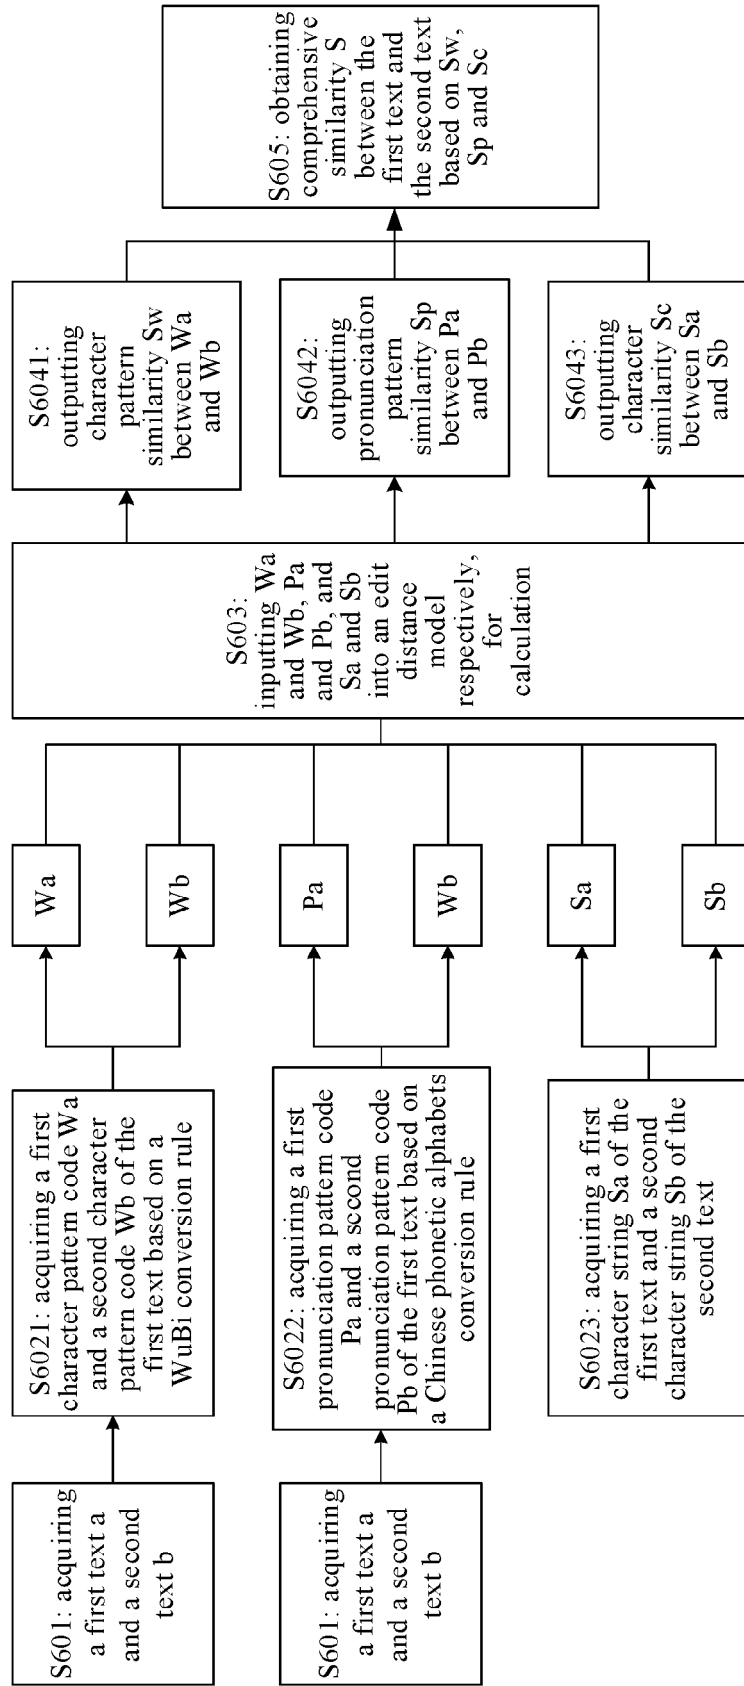 S601: acquiring
a first text a
and a second
text b
S601: acquiring
a first text a
and a second
text b
S6021: acquiring a first
character pattern code Wa
and a second character
pattern code Wb of the
first text based on a
WuBi conversion rule
S6022: acquiring a first
pronunciation pattern code
Pa and a second
pronunciation pattern code
Pb of the first text based on
a Chinese phonetic alphabets
conversion rule
S6023: acquiring a first
character string Sa of the
first text and a second
character string Sb of the
second text
Wa
Wb
Pa
Wb
Sa
Sb
S603:
inputting Wa
and Wb, Pa
and Pb, and
Sa and Sb
into an edit
distance
model
respectively,
for
calculation
S6041:
outputting
character
pattern
similarity Sw
between Wa
and Wb
S6042:
outputting
pronunciation
pattern
similarity Sp
between Pa
and Pb
S6043:
outputting
character
similarity Sc
between Sa
and Sb
S605: obtaining
comprehensive
similarity S
between the
first text and
the second text
based on Sw,
Sp and Sc